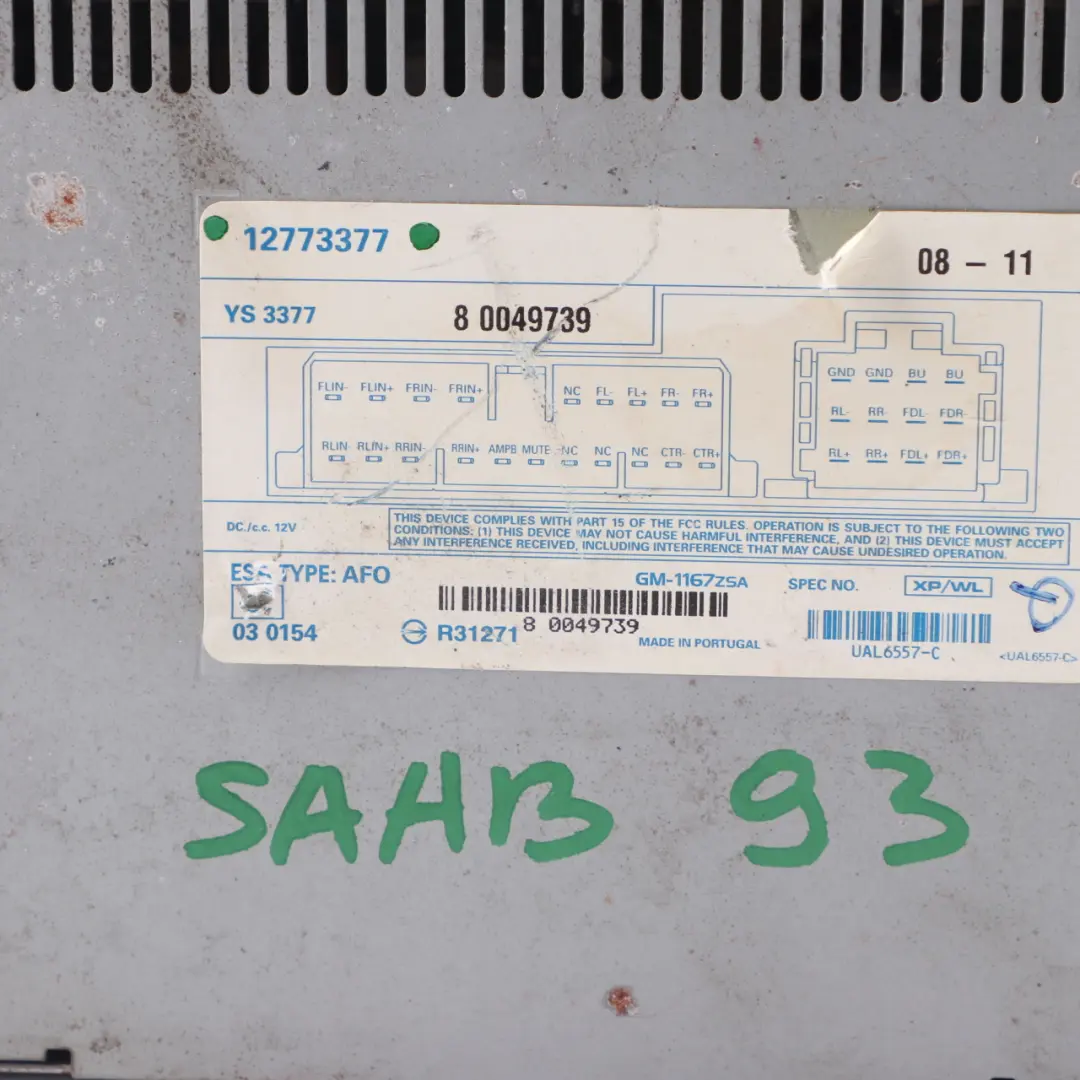 12773377
08 – 11
YS 3377
8 0049739
FLIN- FLIN+ FRIN- FRIN+ NC FL- FL+ FR- FR+
RLIN- RLIN+ RRIN- RRIN+ AMPB MUTE NC NC NC CTR- CTR+
GND GND BU BU
RL- RR- FDL- FDR-
RL+ RR+ FDL+ FDR+
DC./c.c. 12V
THIS DEVICE COMPLIES WITH PART 15 OF THE FCC RULES. OPERATION IS SUBJECT TO THE FOLLOWING TWO
CONDITIONS: (1) THIS DEVICE MAY NOT CAUSE HARMFUL INTERFERENCE, AND (2) THIS DEVICE MUST ACCEPT
ANY INTERFERENCE RECEIVED, INCLUDING INTERFERENCE THAT MAY CAUSE UNDESIRED OPERATION.
TYPE: AFO
GM-1167ZSA
SPEC NO.
XP/WL
03 0154
R31271
8 0049739
MADE IN PORTUGAL
UAL6557-C
<UAL6557-C>
SAHB 93